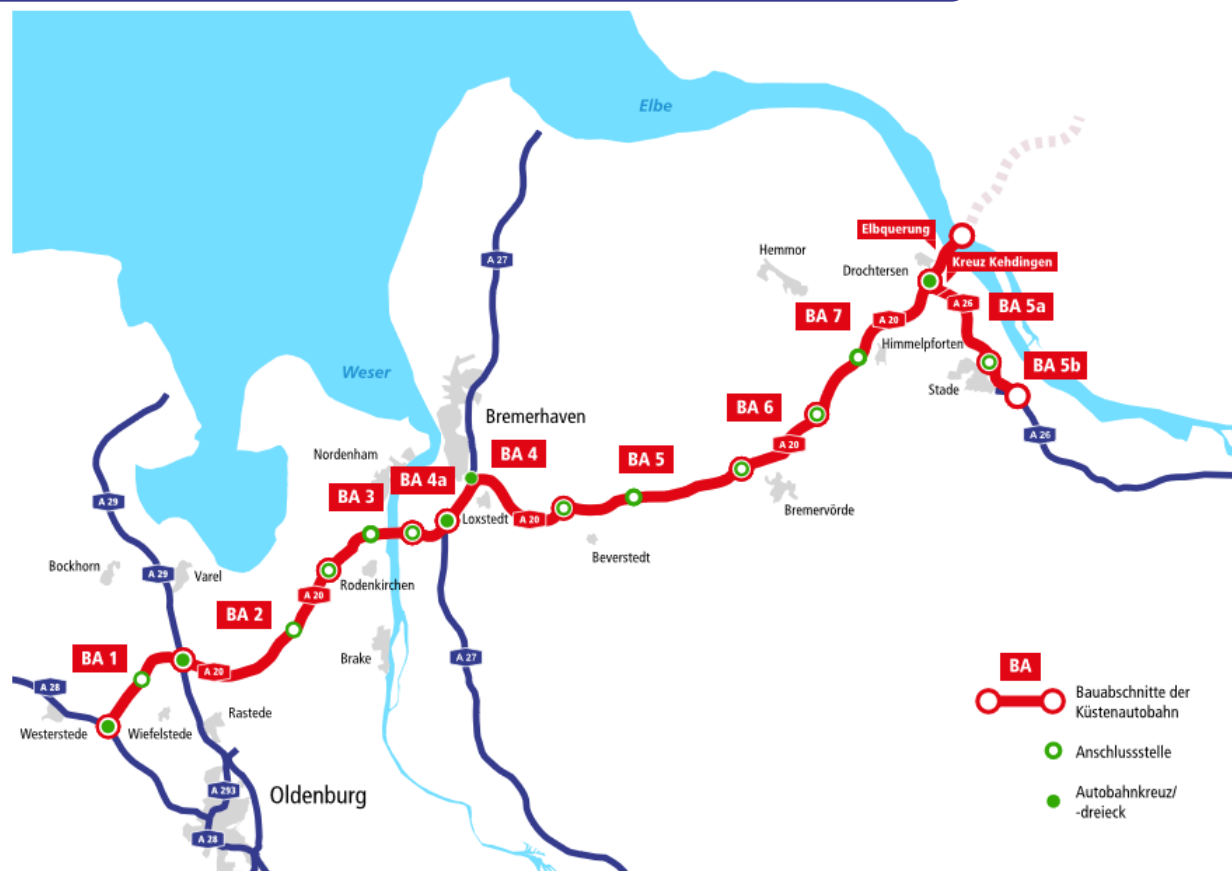 Elbe
A 27
Elbquerung
Hemmor
Drochtersen
Kreuz Kehdingen
A 26
BA 5a
BA 7
A 20
Himmelpforten
Weser
BA 5b
Stade
Bremerhaven
BA 6
A 26
A 20
Nordenham
BA 4
BA 4a
BA 5
BA 3
A 29
Loxstedt
A 20
Bremervörde
Beverstedt
Bockhorn
A 29
Varel
Rodenkirchen
A 20
BA 2
BA 1
Brake
A 27
A 20
BA
A 28
Bauabschnitte der
Küstenautobahn
Rastede
Westerstede
Wiefelstede
Anschlussstelle
A 293
Oldenburg
Autobahnkreuz/
-dreieck
A 28